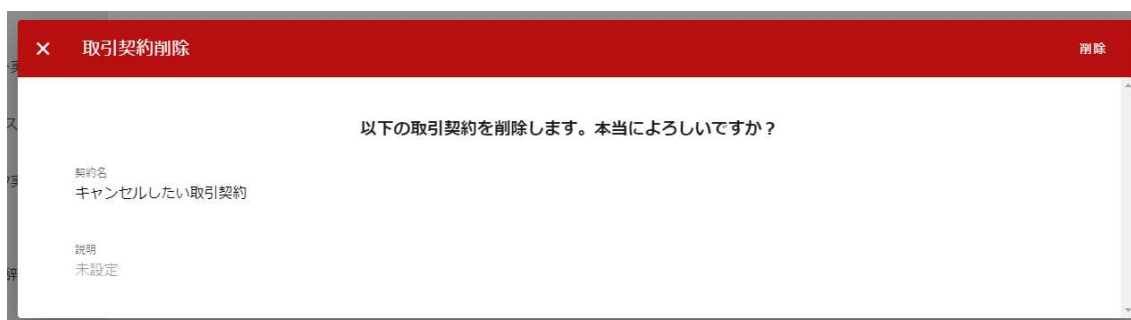 × 取引契約削除 削除
以下の取引契約を削除します。本当によろしいですか？
契約名
キャンセルしたい取引契約
説明
未設定
ス